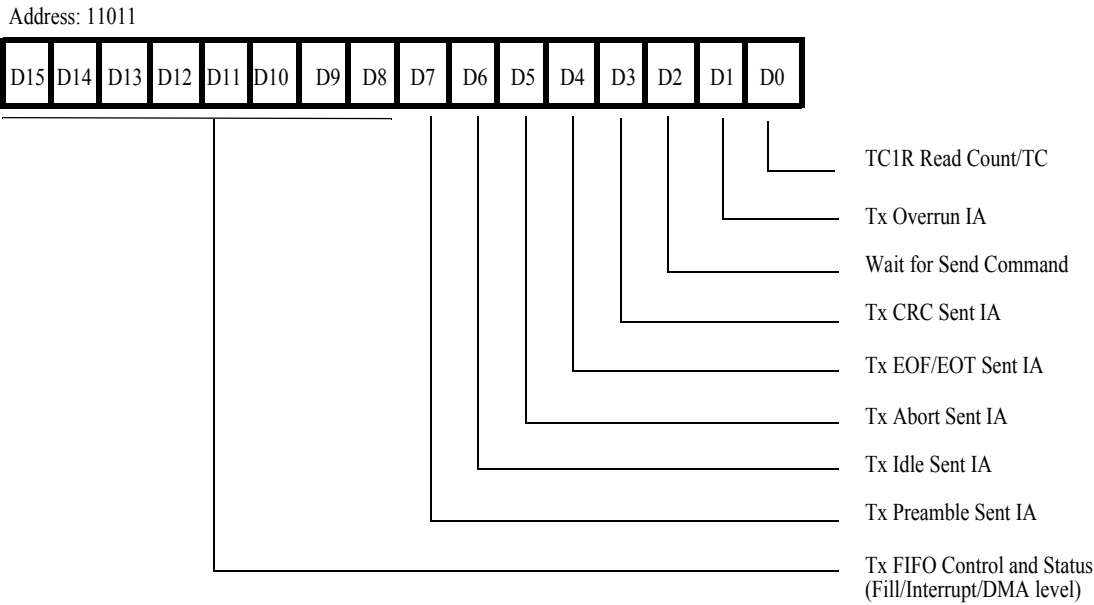 Address: 11011
D15 D14 D13 D12 D11 D10 D9 D8 D7 D6 D5 D4 D3 D2 D1 D0
TC1R Read Count/TC
Tx Overrun IA
Wait for Send Command
Tx CRC Sent IA
Tx EOF/EOT Sent IA
Tx Abort Sent IA
Tx Idle Sent IA
Tx Preamble Sent IA
Tx FIFO Control and Status
(Fill/Interrupt/DMA level)